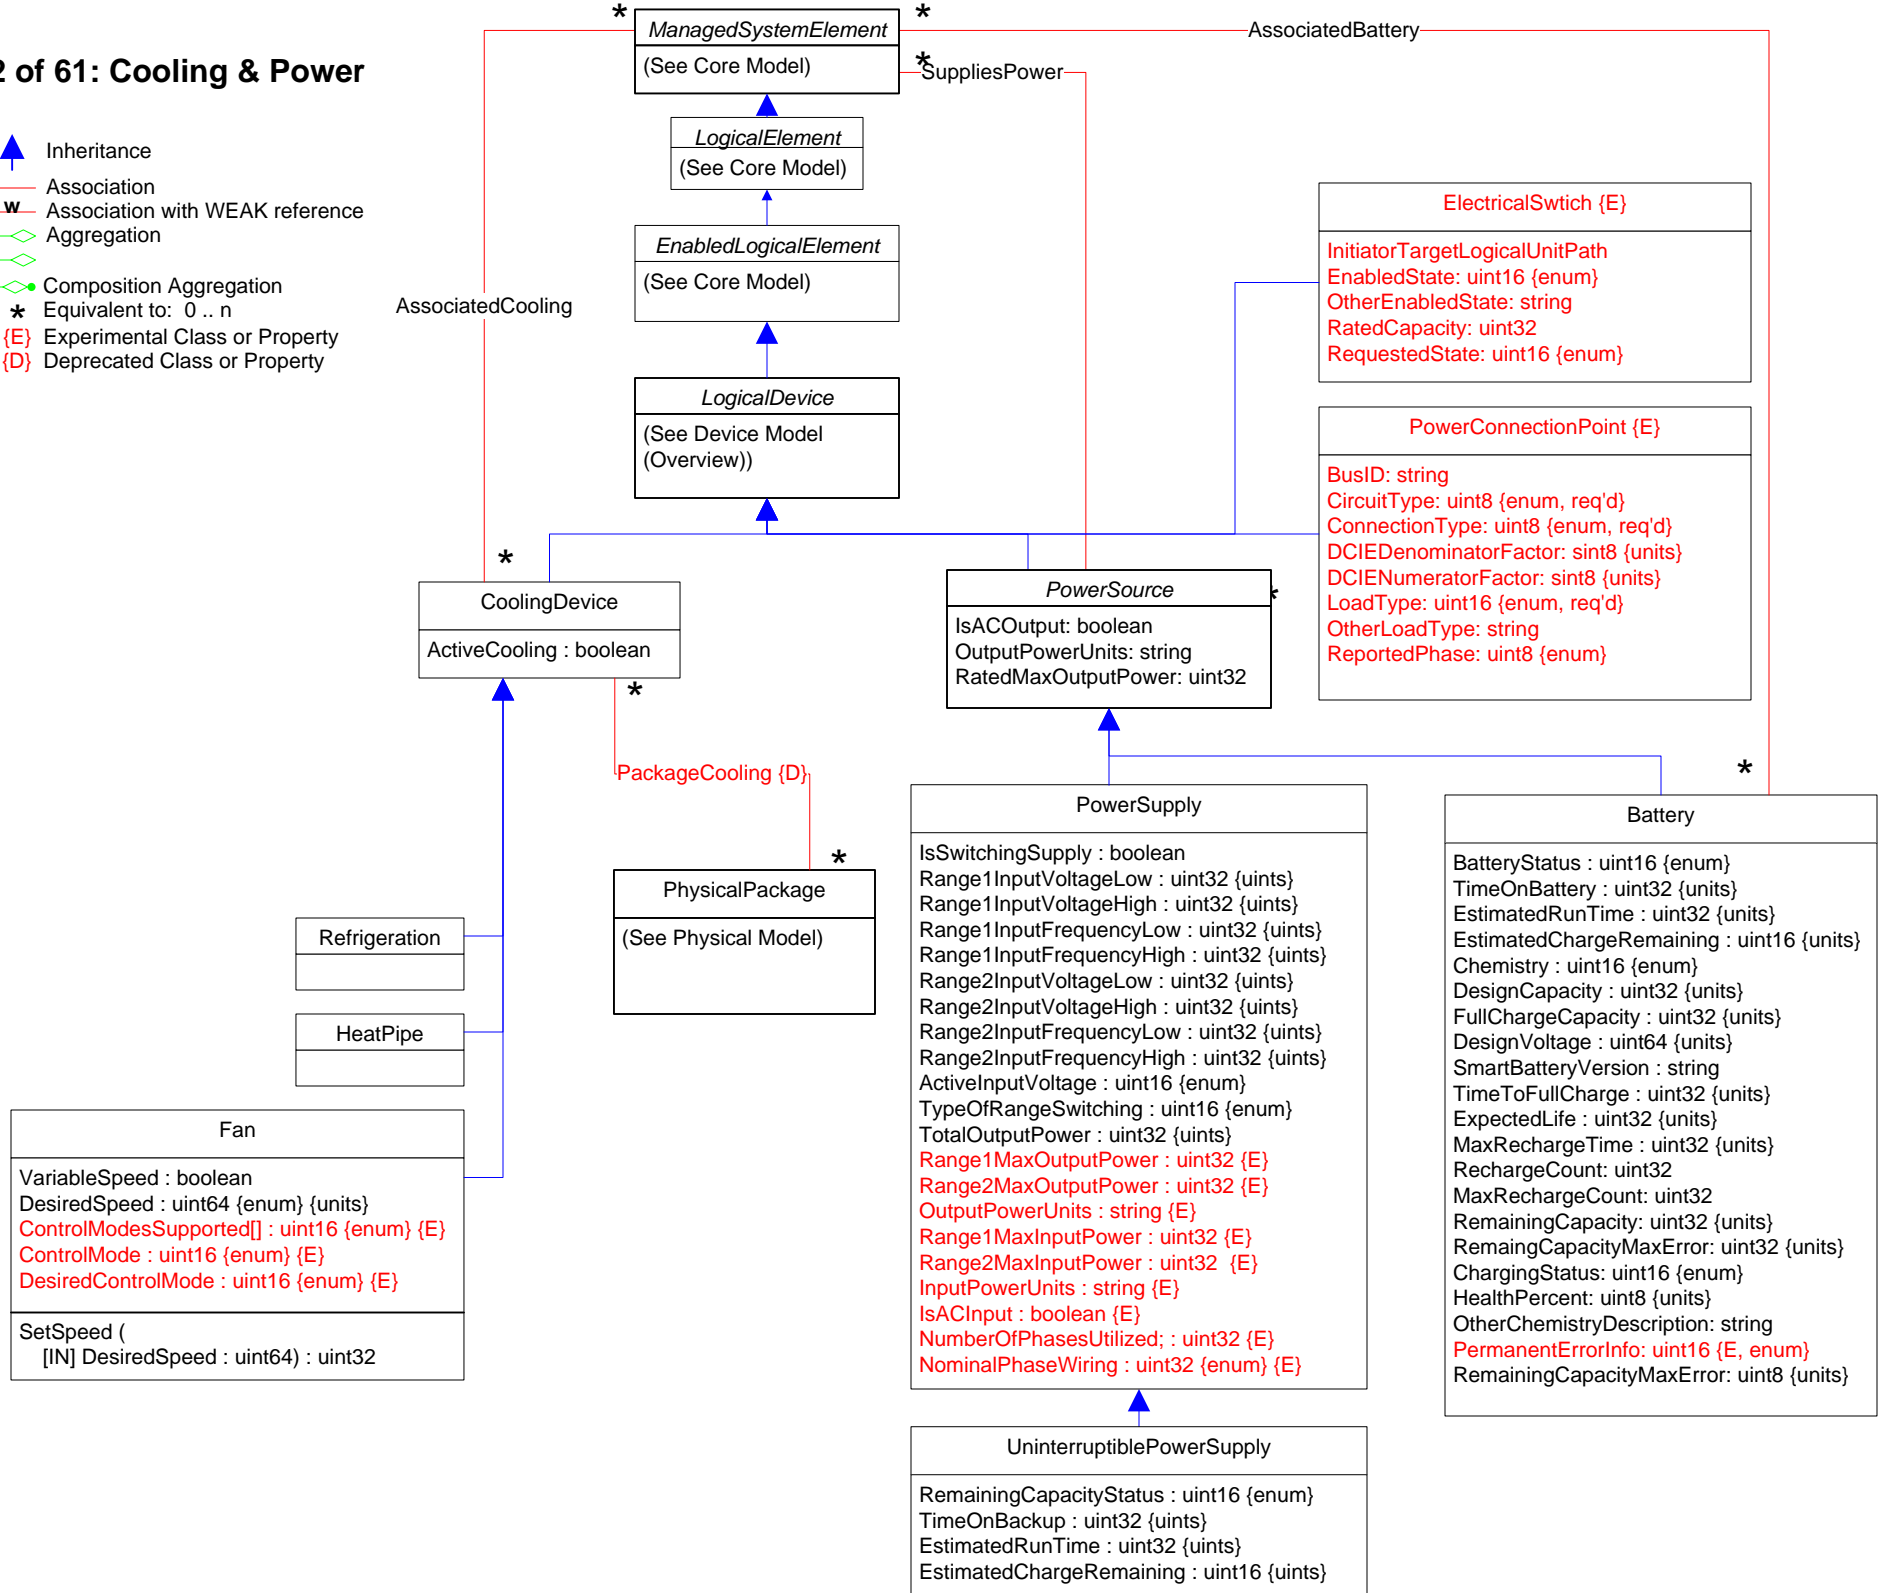 2 of 61: Cooling & Power
Inheritance
Association
w Association with WEAK reference
Aggregation
Composition Aggregation
* Equivalent to: 0 .. n
{E} Experimental Class or Property
{D} Deprecated Class or Property
*
ManagedSystemElement
(See Core Model)
*
AssociatedBattery
*
SuppliesPower
LogicalElement
(See Core Model)
EnabledLogicalElement
(See Core Model)
AssociatedCooling
LogicalDevice
(See Device Model
(Overview))
ElectricalSwtich {E}
InitiatorTargetLogicalUnitPath
EnabledState: uint16 {enum}
OtherEnabledState: string
RatedCapacity: uint32
RequestedState: uint16 {enum}
PowerConnectionPoint {E}
BusID: string
CircuitType: uint8 {enum, req'd}
ConnectionType: uint8 {enum, req'd}
DCIEDenominatorFactor: sint8 {units}
DCIENumeratorFactor: sint8 {units}
LoadType: uint16 {enum, req'd}
OtherLoadType: string
ReportedPhase: uint8 {enum}
*
CoolingDevice
ActiveCooling : boolean
*
PowerSource
*
IsACOutput: boolean
OutputPowerUnits: string
RatedMaxOutputPower: uint32
PackageCooling {D}
*
PhysicalPackage
(See Physical Model)
Refrigeration
HeatPipe
Fan
VariableSpeed : boolean
DesiredSpeed : uint64 {enum} {units}
ControlModesSupported[] : uint16 {enum} {E}
ControlMode : uint16 {enum} {E}
DesiredControlMode : uint16 {enum} {E}
SetSpeed (
[IN] DesiredSpeed : uint64) : uint32
PowerSupply
IsSwitchingSupply : boolean
Range1InputVoltageLow : uint32 {uints}
Range1InputVoltageHigh : uint32 {uints}
Range1InputFrequencyLow : uint32 {uints}
Range1InputFrequencyHigh : uint32 {uints}
Range2InputVoltageLow : uint32 {uints}
Range2InputVoltageHigh : uint32 {uints}
Range2InputFrequencyLow : uint32 {uints}
Range2InputFrequencyHigh : uint32 {uints}
ActiveInputVoltage : uint16 {enum}
TypeOfRangeSwitching : uint16 {enum}
TotalOutputPower : uint32 {uints}
Range1MaxOutputPower : uint32 {E}
Range2MaxOutputPower : uint32 {E}
OutputPowerUnits : string {E}
Range1MaxInputPower : uint32 {E}
Range2MaxInputPower : uint32 {E}
InputPowerUnits : string {E}
IsACInput : boolean {E}
NumberOfPhasesUtilized; : uint32 {E}
NominalPhaseWiring : uint32 {enum} {E}
*
Battery
BatteryStatus : uint16 {enum}
TimeOnBattery : uint32 {units}
EstimatedRunTime : uint32 {units}
EstimatedChargeRemaining : uint16 {units}
Chemistry : uint16 {enum}
DesignCapacity : uint32 {units}
FullChargeCapacity : uint32 {units}
DesignVoltage : uint64 {units}
SmartBatteryVersion : string
TimeToFullCharge : uint32 {units}
ExpectedLife : uint32 {units}
MaxRechargeTime : uint32 {units}
RechargeCount: uint32
MaxRechargeCount: uint32
RemainingCapacity: uint32 {units}
RemaingCapacityMaxError: uint32 {units}
ChargingStatus: uint16 {enum}
HealthPercent: uint8 {units}
OtherChemistryDescription: string
PermanentErrorInfo: uint16 {E, enum}
RemainingCapacityMaxError: uint8 {units}
UninterruptiblePowerSupply
RemainingCapacityStatus : uint16 {enum}
TimeOnBackup : uint32 {uints}
EstimatedRunTime : uint32 {uints}
EstimatedChargeRemaining : uint16 {uints}